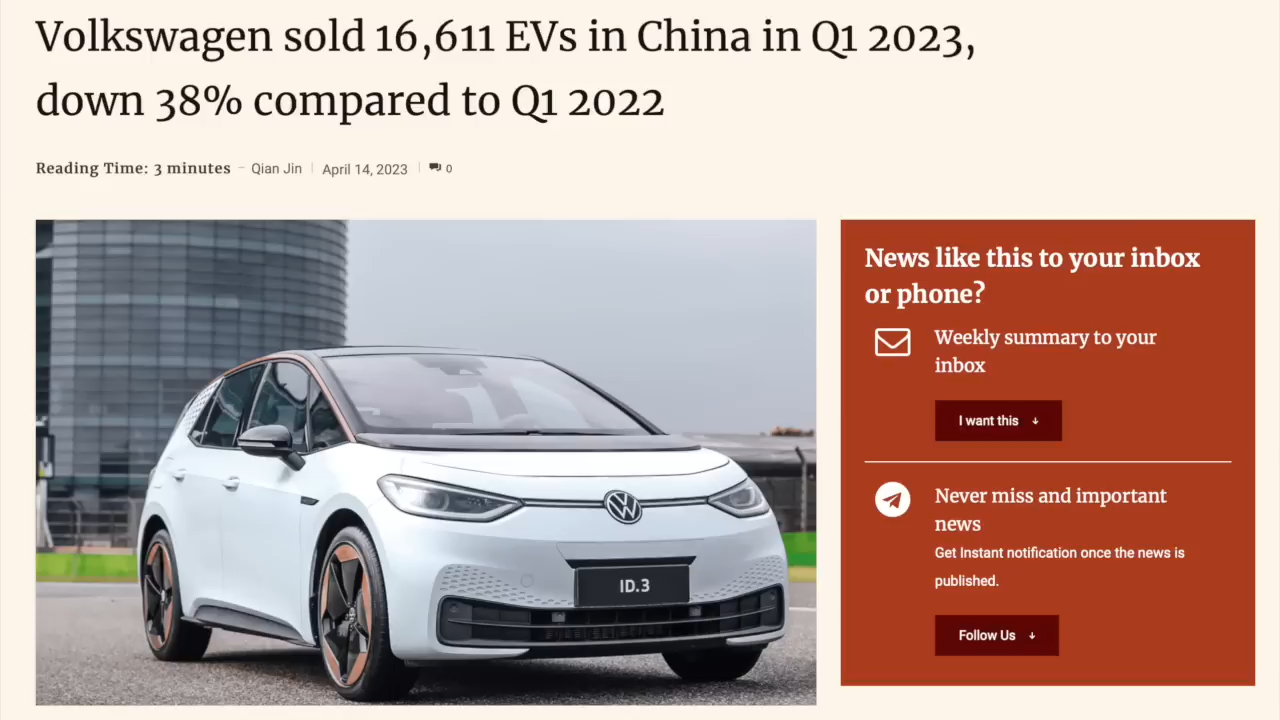 Volkswagen sold 16,611 EVs in China in Q1 2023,
down 38% compared to Q1 2022
Reading Time: 3 minutes - Qian Jin April 14, 2023 0
News like this to your inbox
or phone?
Weekly summary to your
inbox
I want this ↓
Never miss and important
news
Get Instant notification once the news is
published.
Follow Us ↓
ID.3